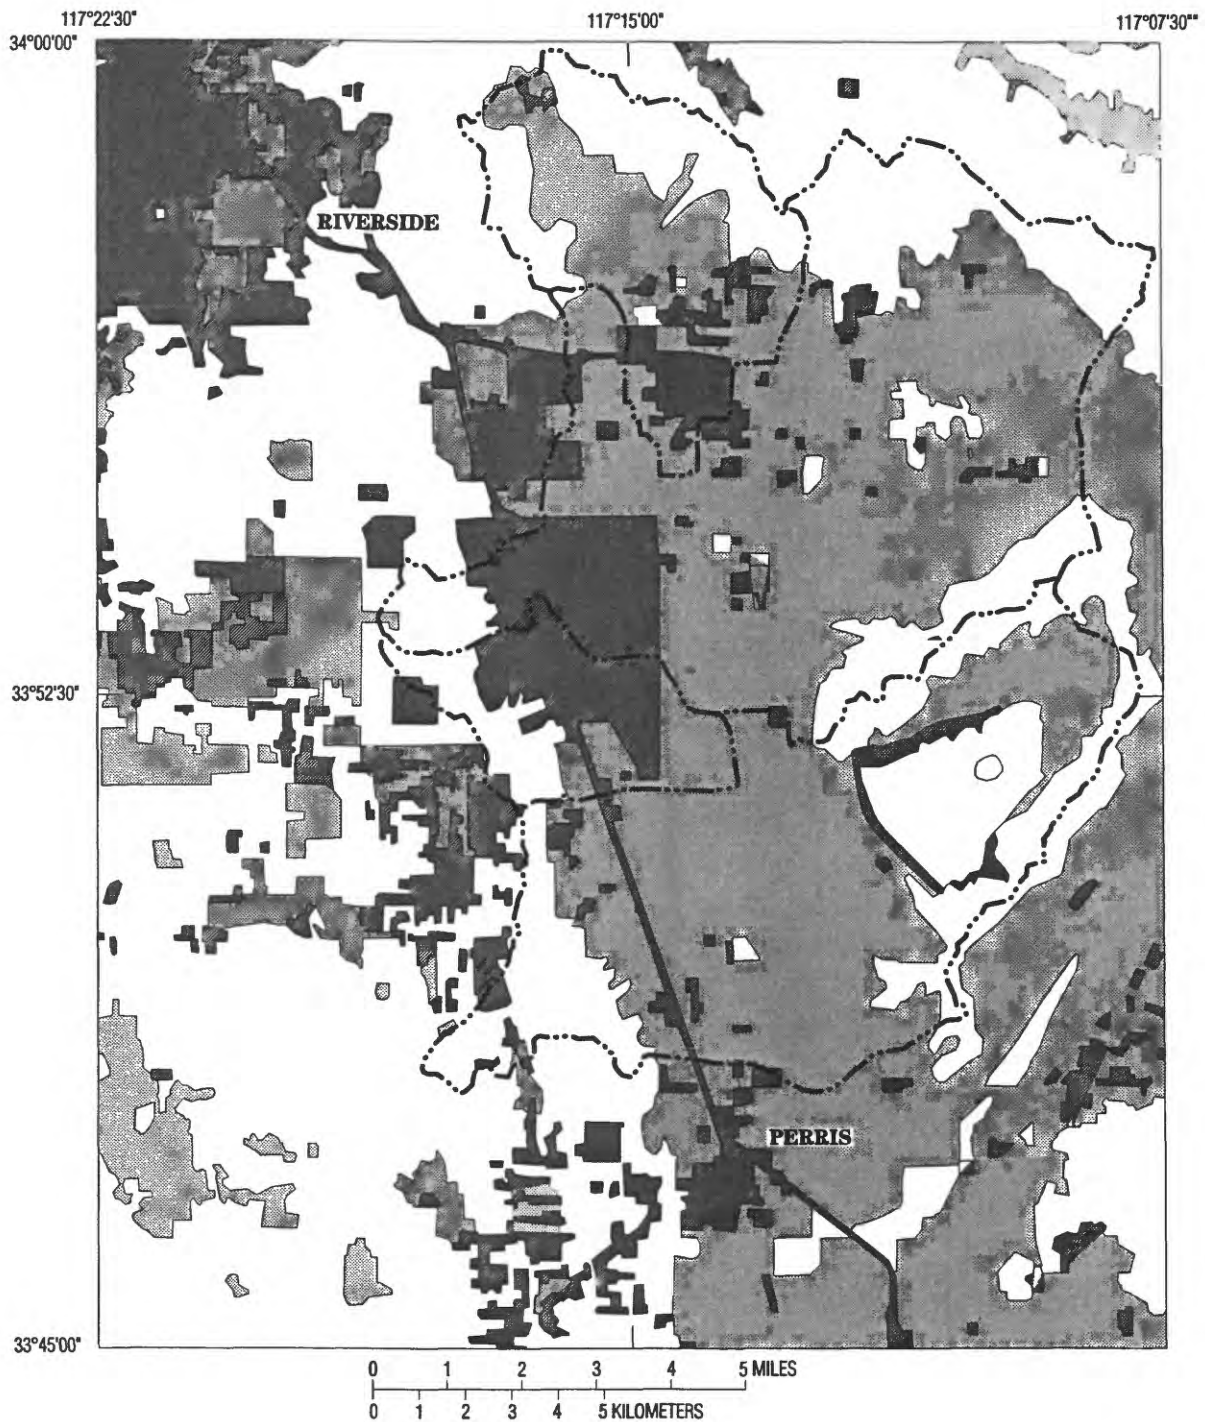 117°22'30" 117°15'00" 117°07'30""
34°00'00"
RIVERSIDE
33°52'30"
PERRIS
33°45'00"
0 1 2 3 4 5 MILES
0 1 2 3 4 5 KILOMETERS